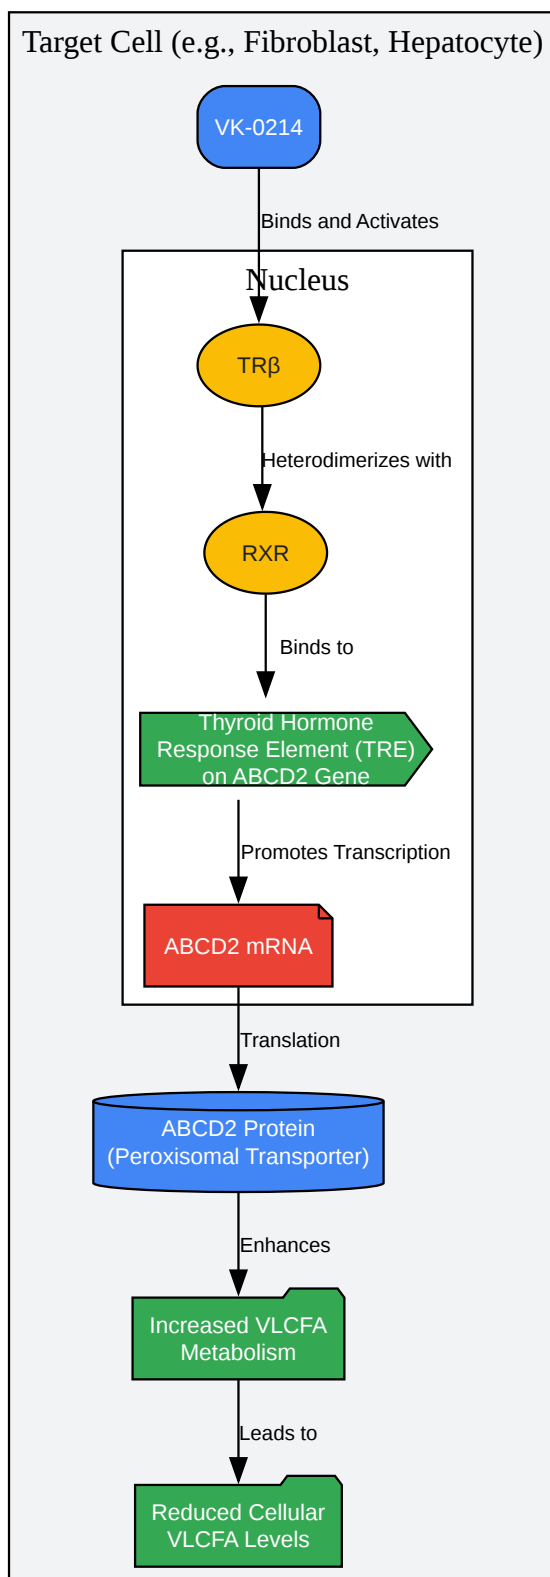 Target Cell (e.g., Fibroblast, Hepatocyte)
VK-0214
Binds and Activates
Nucleus
TRβ
Heterodimerizes with
RXR
Binds to
Thyroid Hormone
Response Element (TRE)
on ABCD2 Gene
Promotes Transcription
ABCD2 mRNA
Translation
ABCD2 Protein
(Peroxisomal Transporter)
Enhances
Increased VLCFA
Metabolism
Leads to
Reduced Cellular
VLCFA Levels